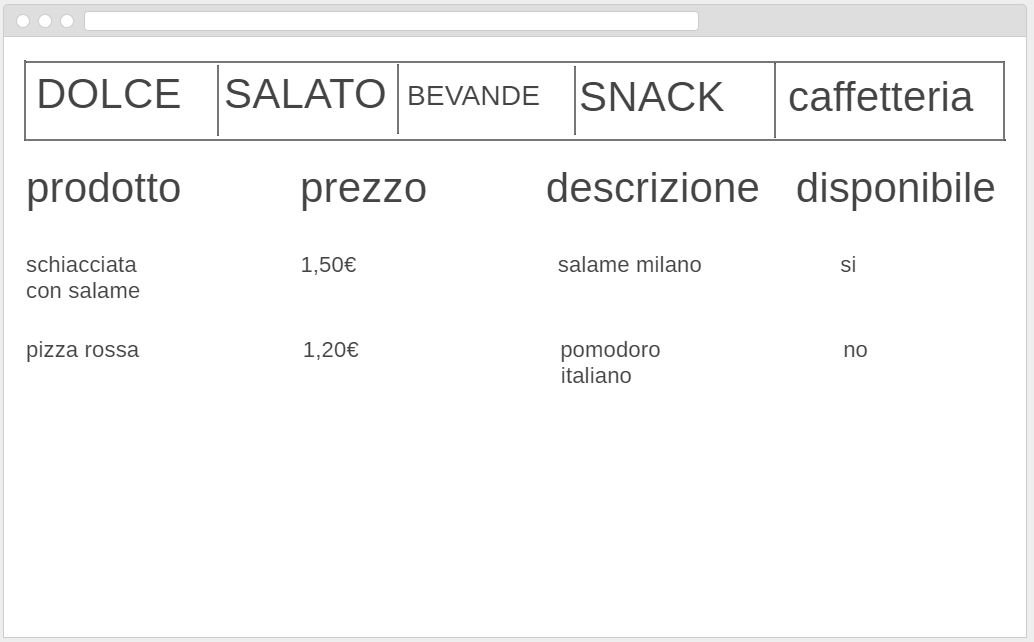 DOLCE SALATO BEVANDE SNACK caffetteria
prodotto prezzo descrizione disponibile
schiacciata 1,50€ salame milano si
con salame
pizza rossa 1,20€ pomodoro no
italiano